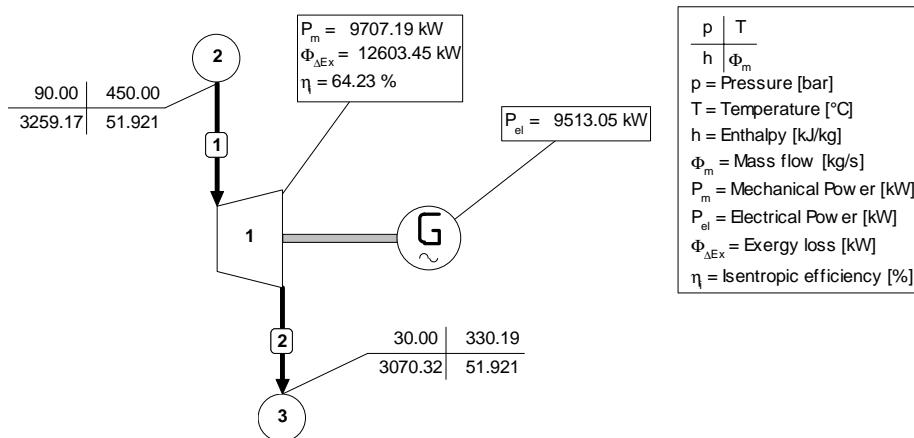 P_m = 9707.19 kW
Φ_ΔEx = 12603.45 kW
η_i = 64.23 %
2
90.00 450.00
3259.17 51.921
1
P_el = 9513.05 kW
1
G
~
2
30.00 330.19
3070.32 51.921
3
p T
h Φ_m
p = Pressure [bar]
T = Temperature [°C]
h = Enthalpy [kJ/kg]
Φ_m = Mass flow [kg/s]
P_m = Mechanical Power [kW]
P_el = Electrical Power [kW]
Φ_ΔEx = Exergy loss [kW]
η_i = Isentropic efficiency [%]